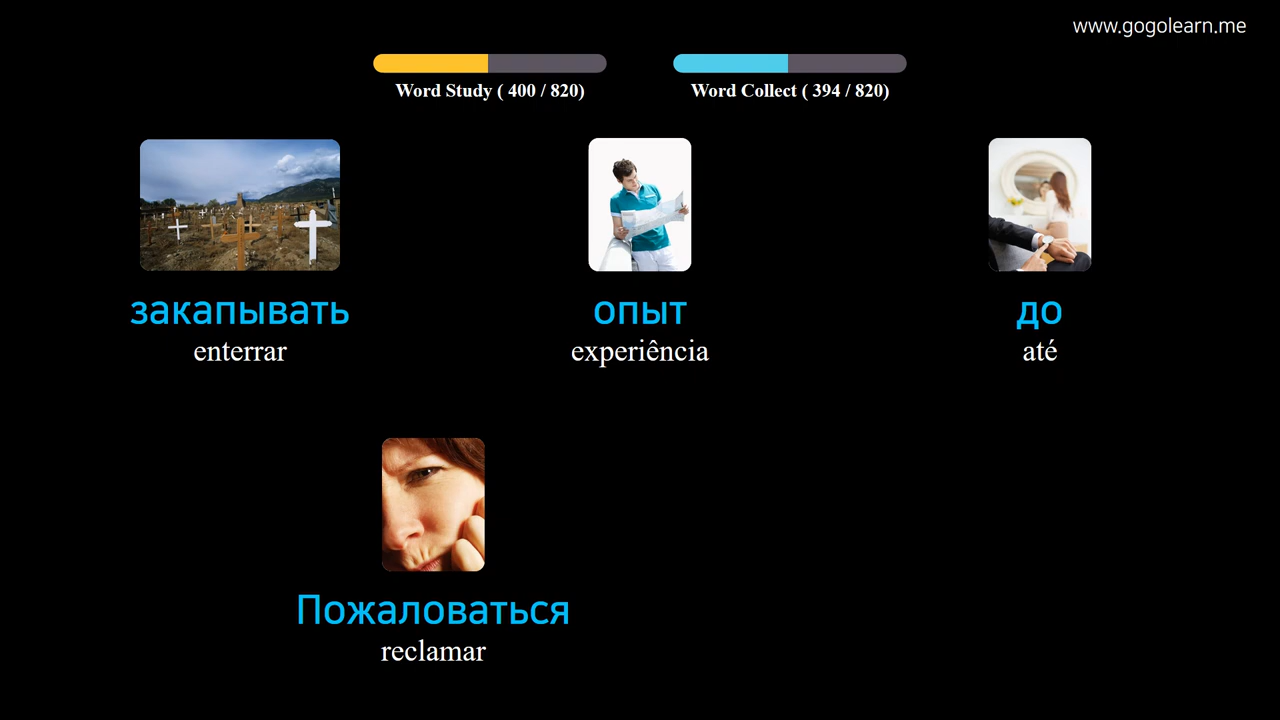 www.gogolearn.me
Word Study ( 400 / 820)
Word Collect ( 394 / 820)
закапывать
enterrar
опыт
experiência
до
até
Пожаловаться
reclamar